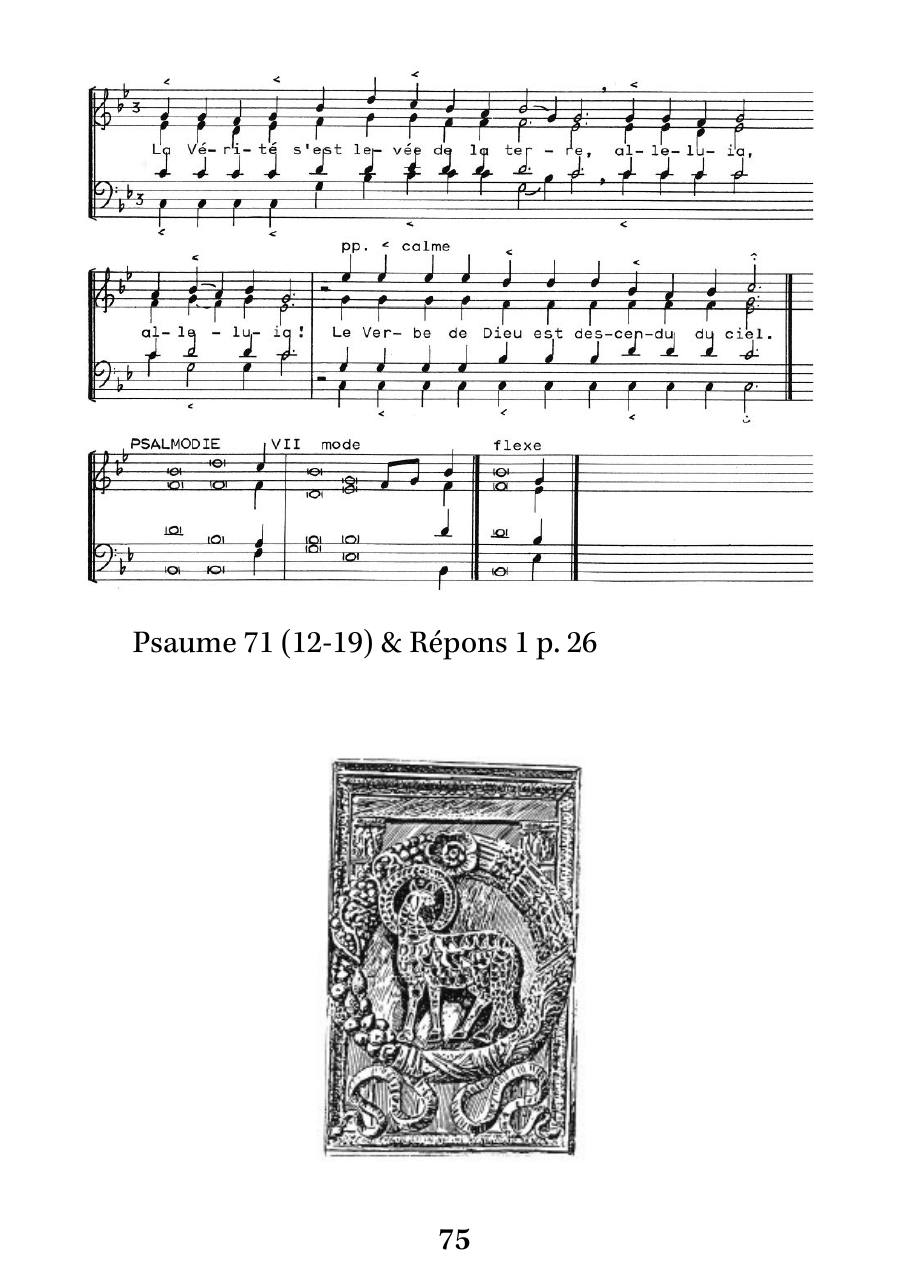 La Vé-ri-té s'est le-vée de la ter-re, al-le-lu-ia,
pp. < calme
al-le-lu-ia! Le Ver-be de Dieu est des-cen-du du ciel.
PSALMODIE VII mode flexe
Psaume 71 (12-19) & Répons 1 p. 26
75